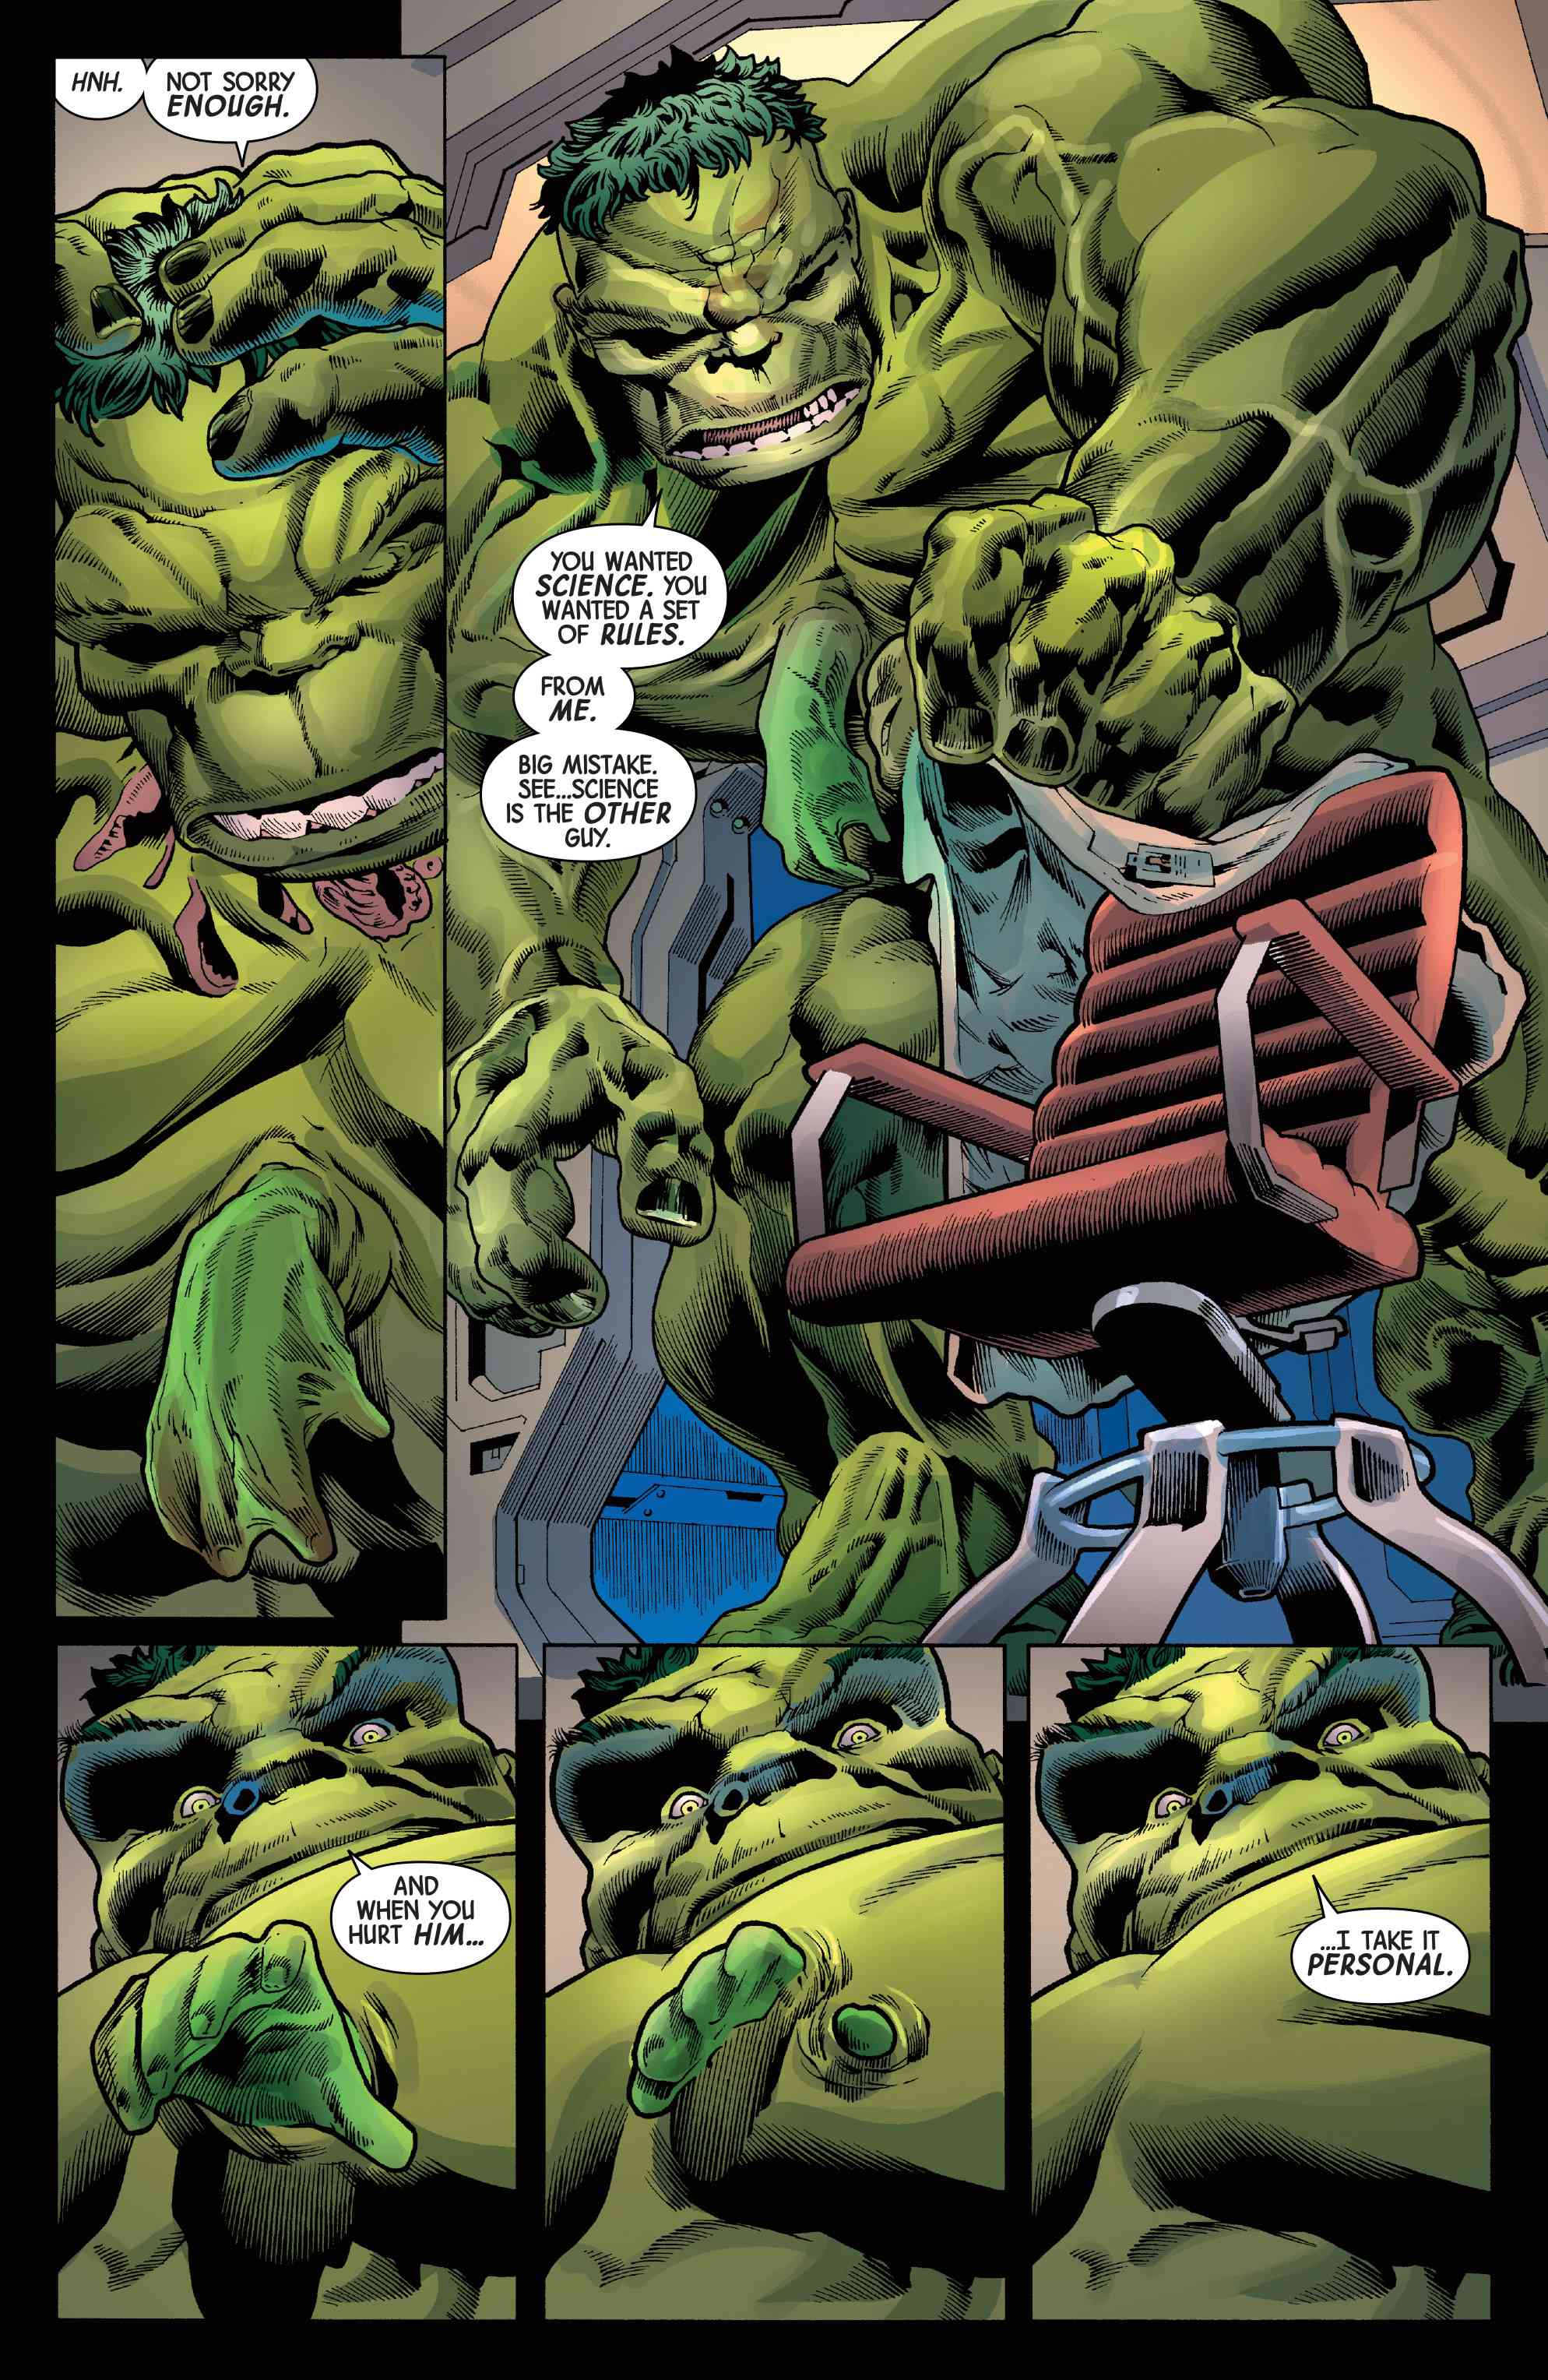 HNH.
NOT SORRY
ENOUGH.
YOU WANTED
SCIENCE. YOU
WANTED A SET
OF RULES.
FROM
ME.
BIG MISTAKE.
SEE...SCIENCE
IS THE OTHER
GUY.
AND
WHEN YOU
HURT HIM...
...I TAKE IT
PERSONAL.